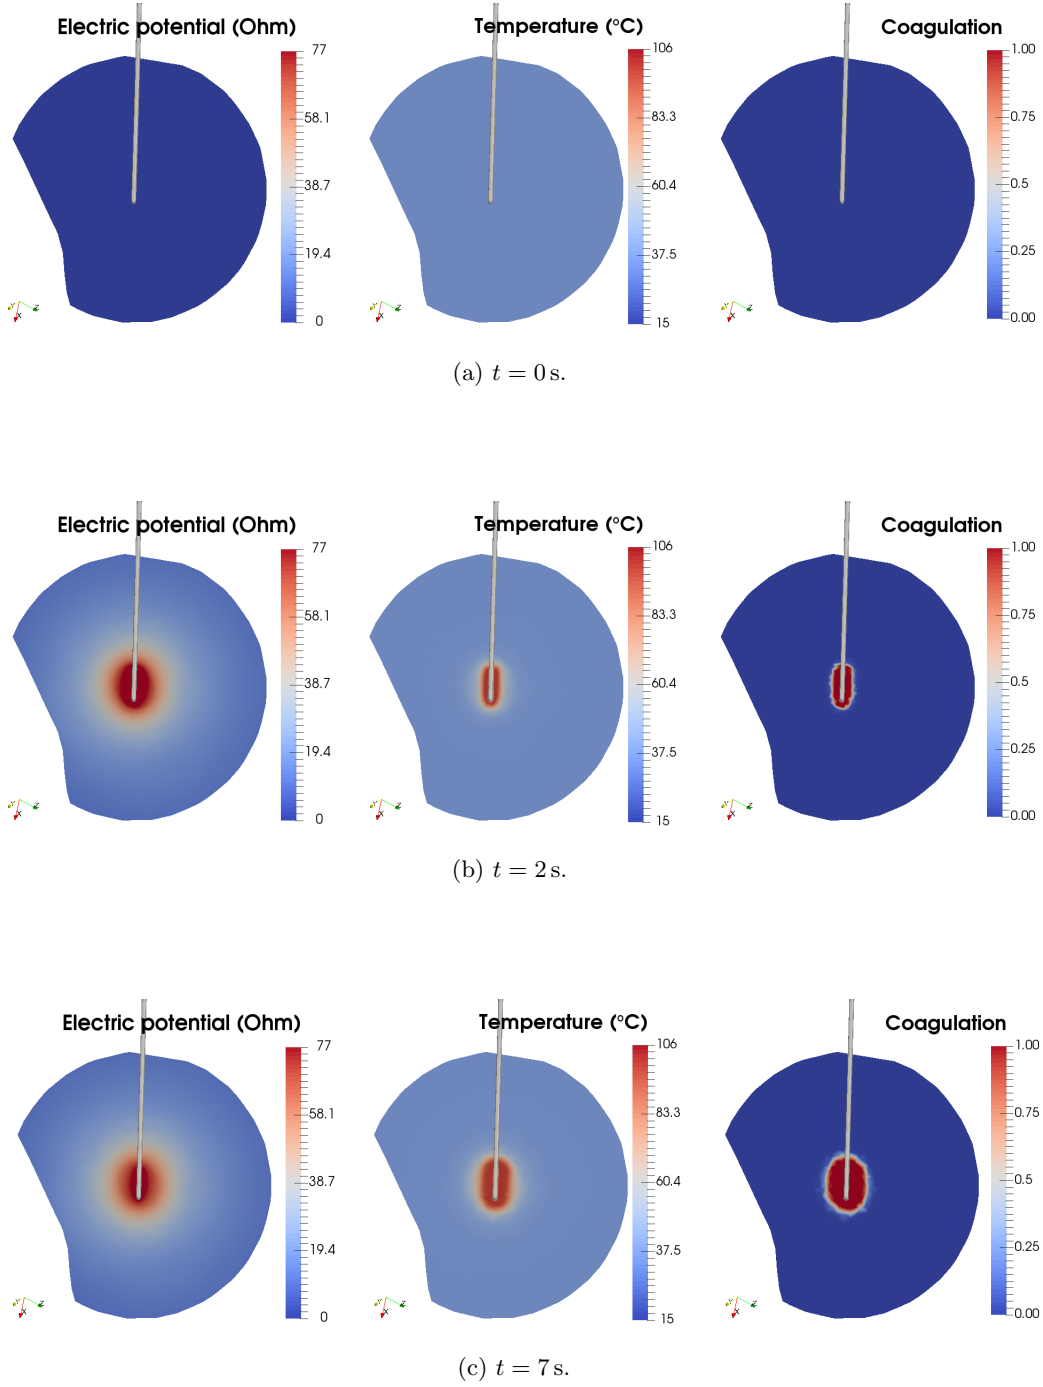 Electric potential (Ohm) Temperature (°C) Coagulation
77 106 1.00
58.1 83.3 0.75
38.7 60.4 0.5
19.4 37.5 0.25
0 15 0.00
Y X Z Y X Z Y X Z
(a) t = 0 s.
Electric potential (Ohm) Temperature (°C) Coagulation
77 106 1.00
58.1 83.3 0.75
38.7 60.4 0.5
19.4 37.5 0.25
0 15 0.00
Y X Z Y X Z Y X Z
(b) t = 2 s.
Electric potential (Ohm) Temperature (°C) Coagulation
77 106 1.00
58.1 83.3 0.75
38.7 60.4 0.5
19.4 37.5 0.25
0 15 0.00
Y X Z Y X Z Y X Z
(c) t = 7 s.